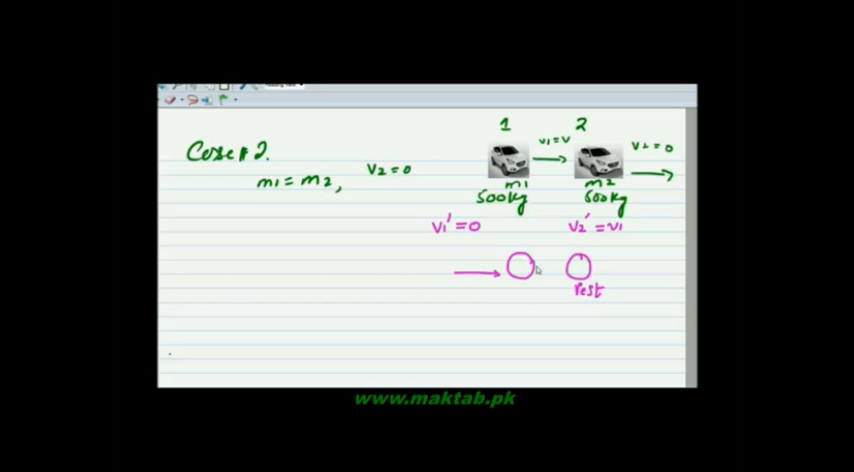 1 2
Case # 2.
v1=v
v2=0
m1 = m2,
v2=0
m1
m2
500kg
500kg
v1'=0
v2'=v1
rest
www.maktab.pk